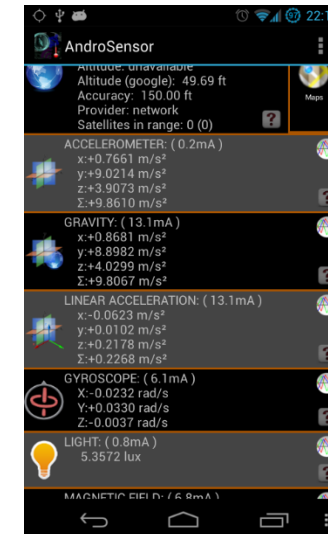 97 22:1
AndroSensor
Altitude: unavailable
Altitude (google): 49.69 ft
Accuracy: 150.00 ft
Provider: network
Satellites in range: 0 (0)
Maps
?
ACCELEROMETER: ( 0.2mA )
x:+0.7661 m/s²
y:+9.0214 m/s²
z:+3.9073 m/s²
Σ:+9.8610 m/s²
GRAVITY: ( 13.1mA )
x:+0.8681 m/s²
y:+8.8982 m/s²
z:+4.0299 m/s²
Σ:+9.8067 m/s²
LINEAR ACCELERATION: ( 13.1mA )
x:-0.0623 m/s²
y:+0.0102 m/s²
z:+0.2178 m/s²
Σ:+0.2268 m/s²
GYROSCOPE: ( 6.1mA )
X:-0.0232 rad/s
Y:+0.0330 rad/s
Z:-0.0037 rad/s
LIGHT: ( 0.8mA )
5.3572 lux
MAGNETIC FIELD: ( 6.8mA )